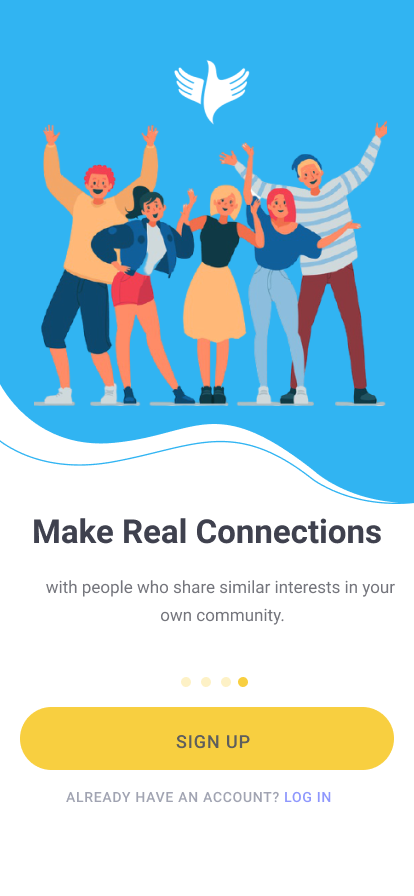 Make Real Connections
with people who share similar interests in your
own community.
SIGN UP
ALREADY HAVE AN ACCOUNT? LOG IN